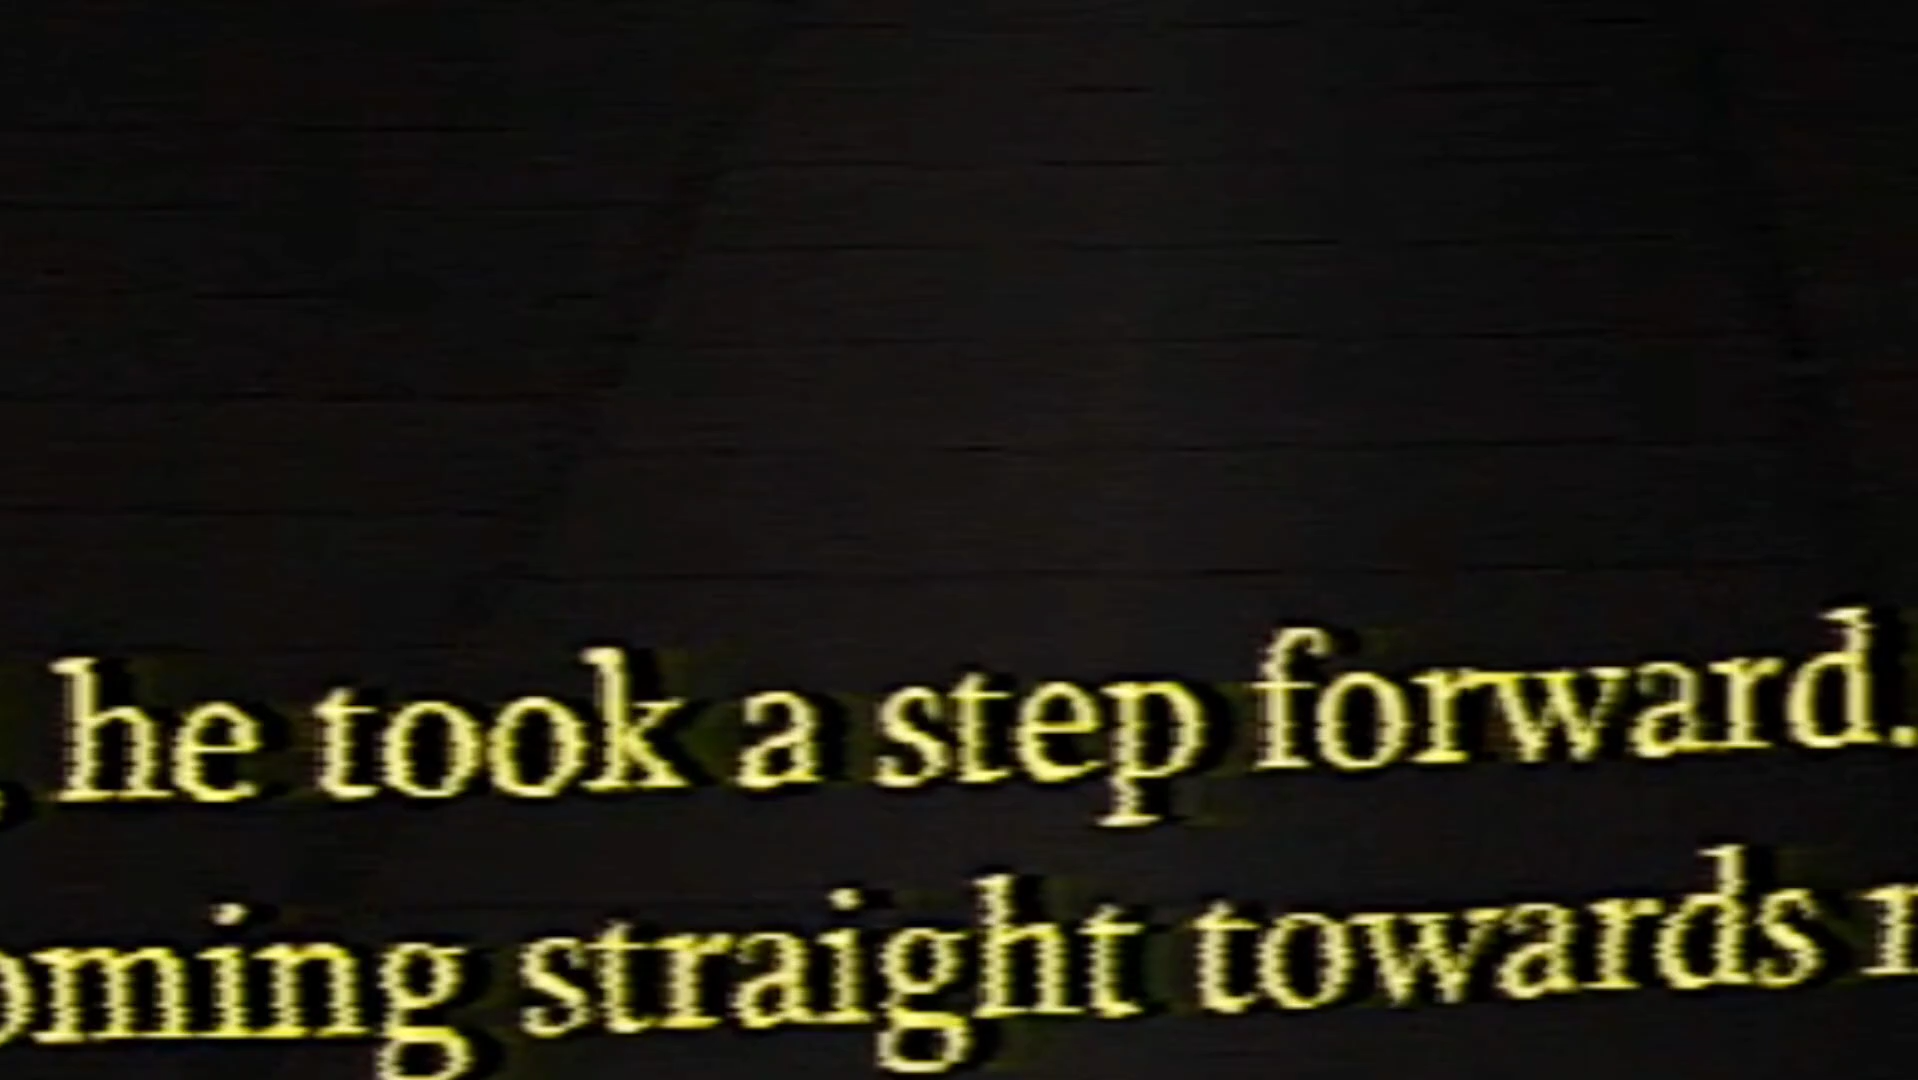 , he took a step forward.
oming straight towards